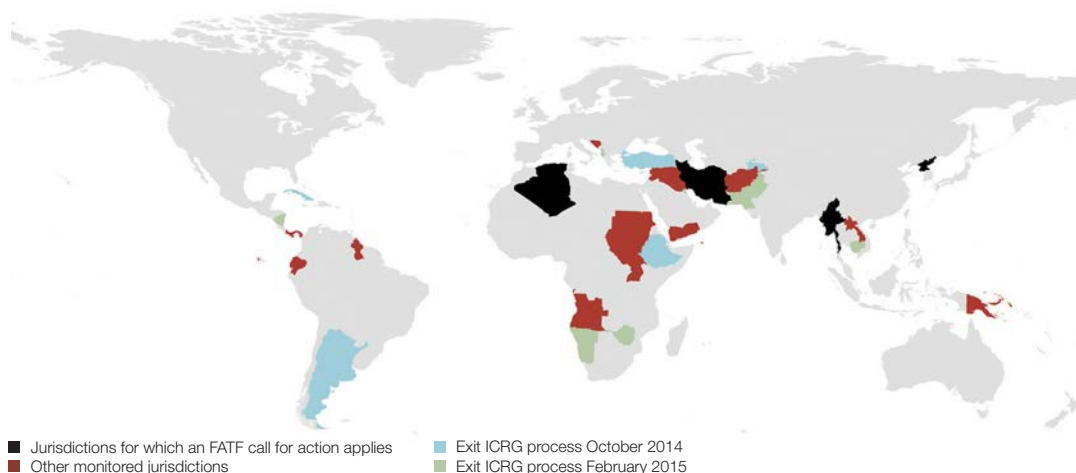 Jurisdictions for which an FATF call for action applies
Other monitored jurisdictions
Exit ICRG process October 2014
Exit ICRG process February 2015